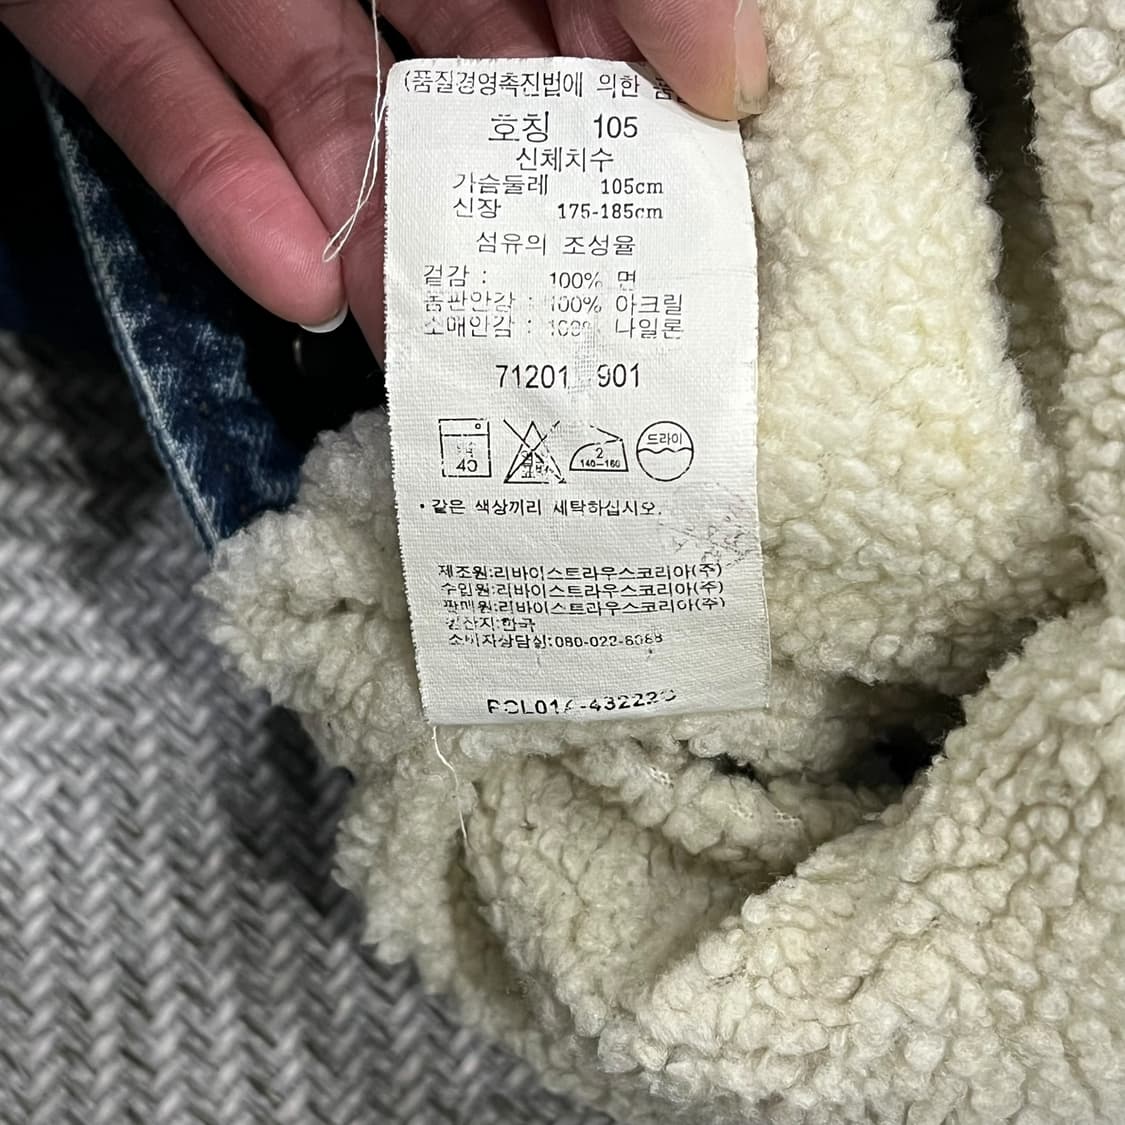 (품질경영촉진법에 의한
호칭 105
신체치수
가슴둘레 105cm
신장 175-185cm
섬유의 조성율
겉감 : 100% 면
몸판안감 : 100% 아크릴
소매안감 : 100% 나일론
71201 901
40
2
140-160
드라이
• 같은 색상끼리 세탁하십시오.
제조원:리바이스트라우스코리아(주)
수입원:리바이스트라우스코리아(주)
판매원:리바이스트라우스코리아(주)
원산지:한국
소비자상담실:080-022-